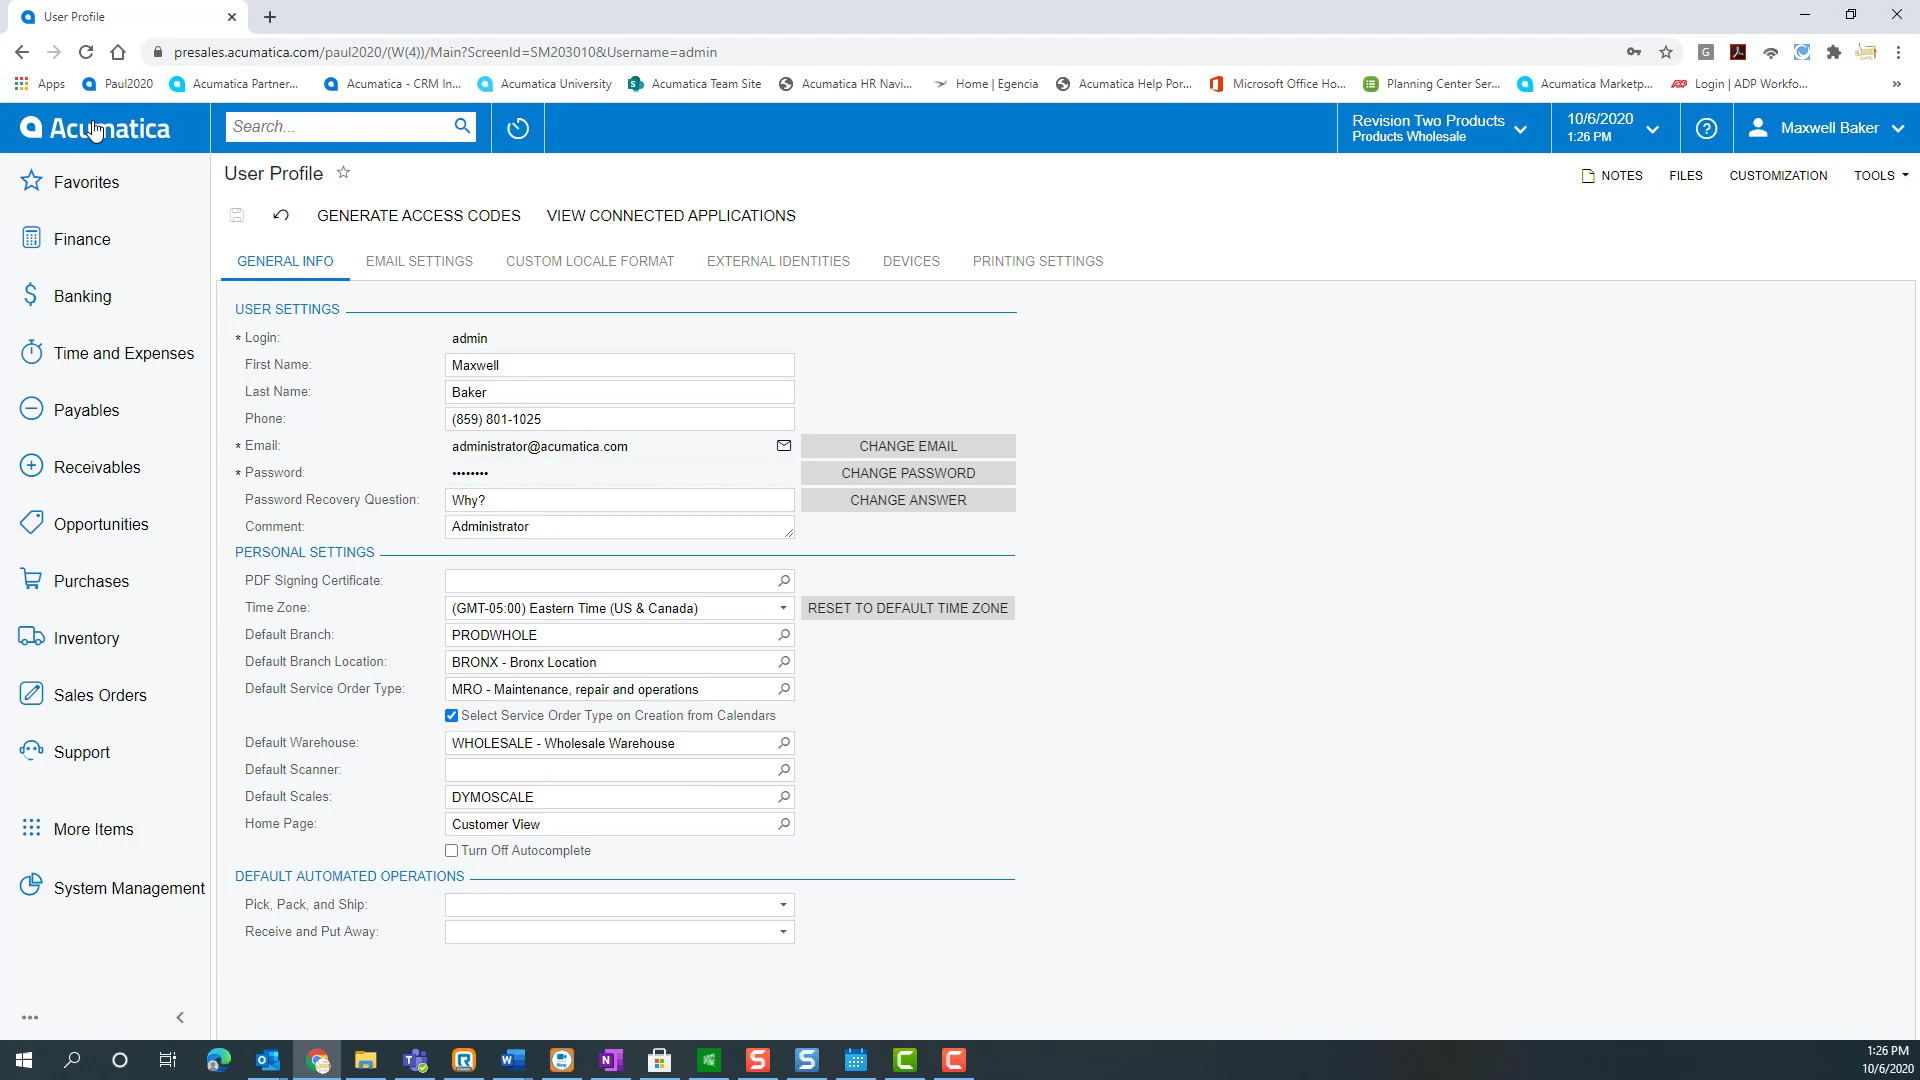 User Profile
presales.acumatica.com/paul2020/(W(4))/Main?ScreenId=SM203010&Username=admin
Apps Paul2020 Acumatica Partner... Acumatica - CRM In... Acumatica University Acumatica Team Site Acumatica HR Navi... Home | Egencia Acumatica Help Por... Microsoft Office Ho... Planning Center Ser... Acumatica Marketp... Login | ADP Workfo... »
Acumatica
Search...
Revision Two Products
Products Wholesale
10/6/2020
1:26 PM
Maxwell Baker
Favorites
Finance
Banking
Time and Expenses
Payables
Receivables
Opportunities
Purchases
Inventory
Sales Orders
Support
More Items
System Management
User Profile
NOTES FILES CUSTOMIZATION TOOLS
GENERATE ACCESS CODES VIEW CONNECTED APPLICATIONS
GENERAL INFO EMAIL SETTINGS CUSTOM LOCALE FORMAT EXTERNAL IDENTITIES DEVICES PRINTING SETTINGS
USER SETTINGS
* Login: admin
First Name: Maxwell
Last Name: Baker
Phone: (859) 801-1025
* Email: administrator@acumatica.com CHANGE EMAIL
* Password: •••••••• CHANGE PASSWORD
Password Recovery Question: Why? CHANGE ANSWER
Comment: Administrator
PERSONAL SETTINGS
PDF Signing Certificate:
Time Zone: (GMT-05:00) Eastern Time (US & Canada) RESET TO DEFAULT TIME ZONE
Default Branch: PRODWHOLE
Default Branch Location: BRONX - Bronx Location
Default Service Order Type: MRO - Maintenance, repair and operations
Select Service Order Type on Creation from Calendars
Default Warehouse: WHOLESALE - Wholesale Warehouse
Default Scanner:
Default Scales: DYMOSCALE
Home Page: Customer View
Turn Off Autocomplete
DEFAULT AUTOMATED OPERATIONS
Pick, Pack, and Ship:
Receive and Put Away:
1:26 PM
10/6/2020